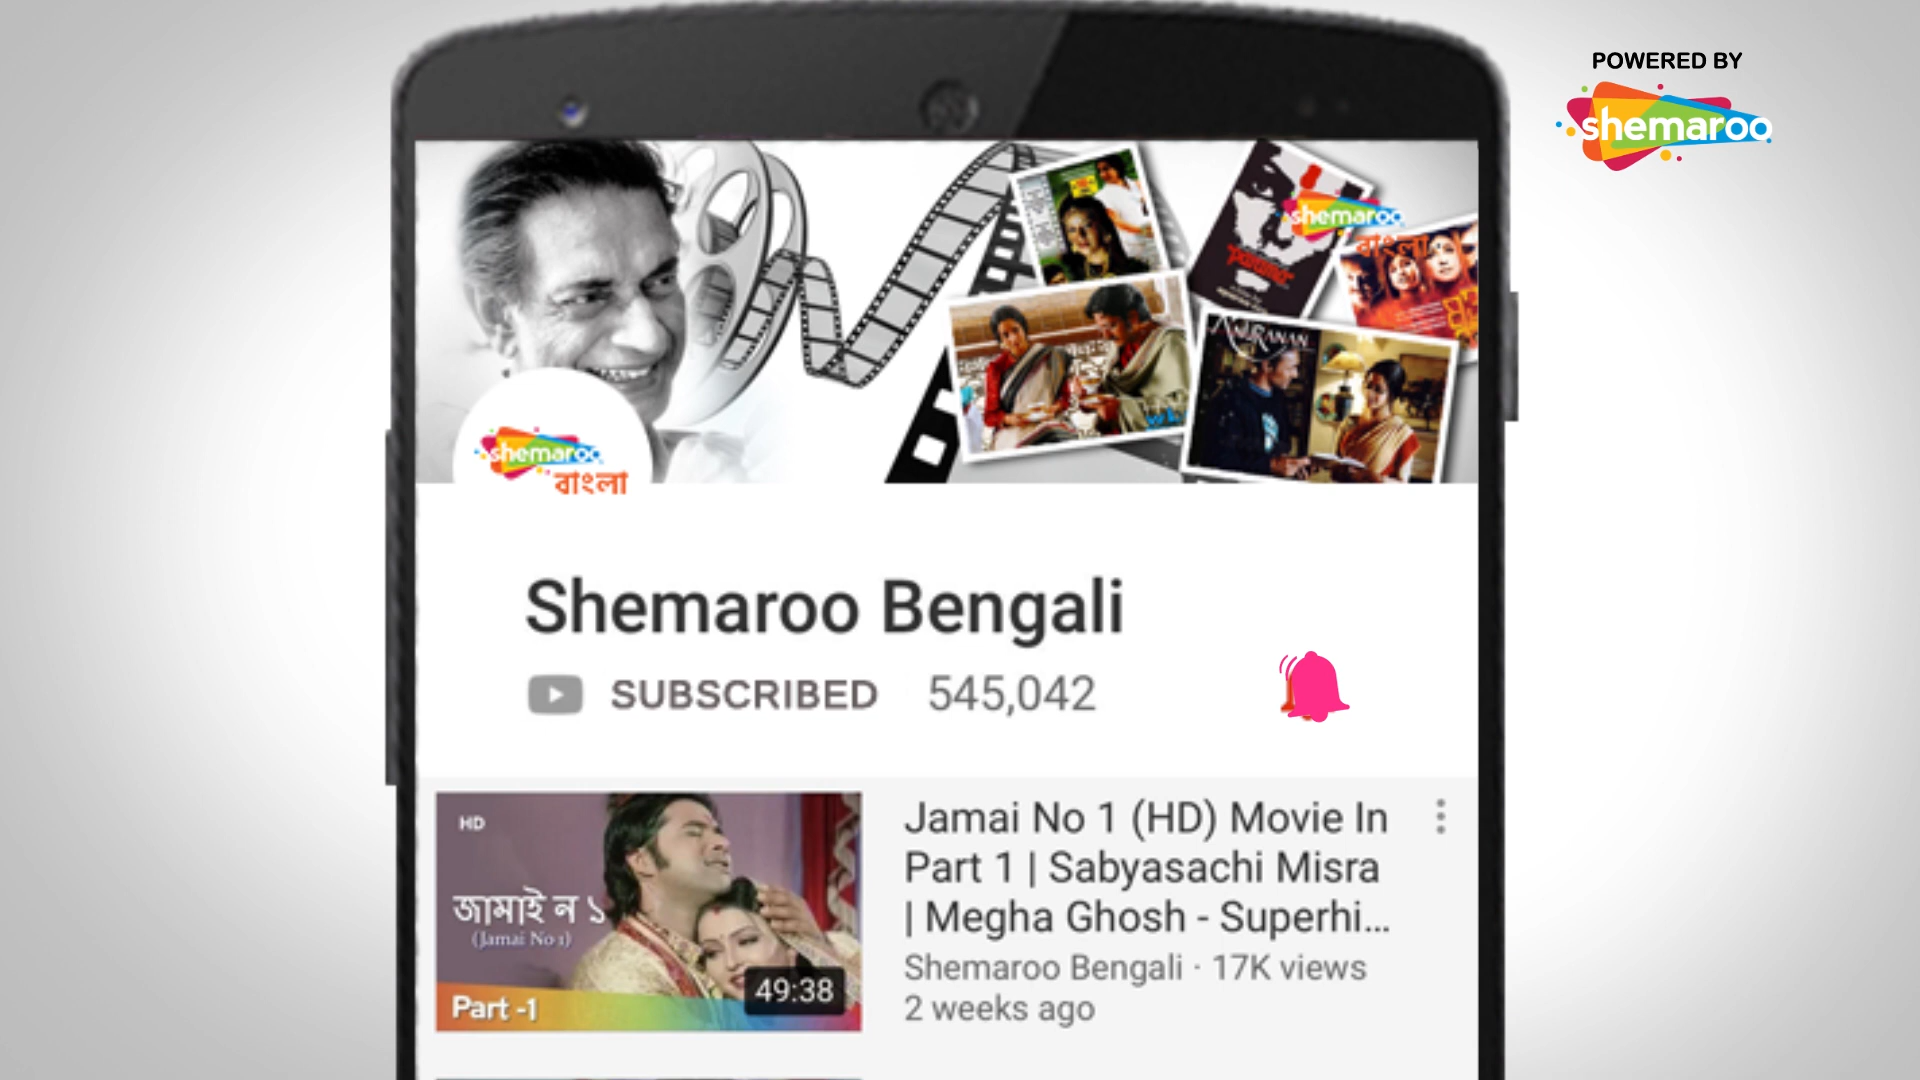 POWERED BY
shemaroo
shemaroo
বাংলা
ANURANAN
shemaroo
বাংলা
Shemaroo Bengali
SUBSCRIBED 545,042
HD
জামাই ন ১
(Jamai No 1)
Part -1
49:38
Jamai No 1 (HD) Movie In
Part 1 | Sabyasachi Misra
| Megha Ghosh - Superhi...
Shemaroo Bengali · 17K views
2 weeks ago